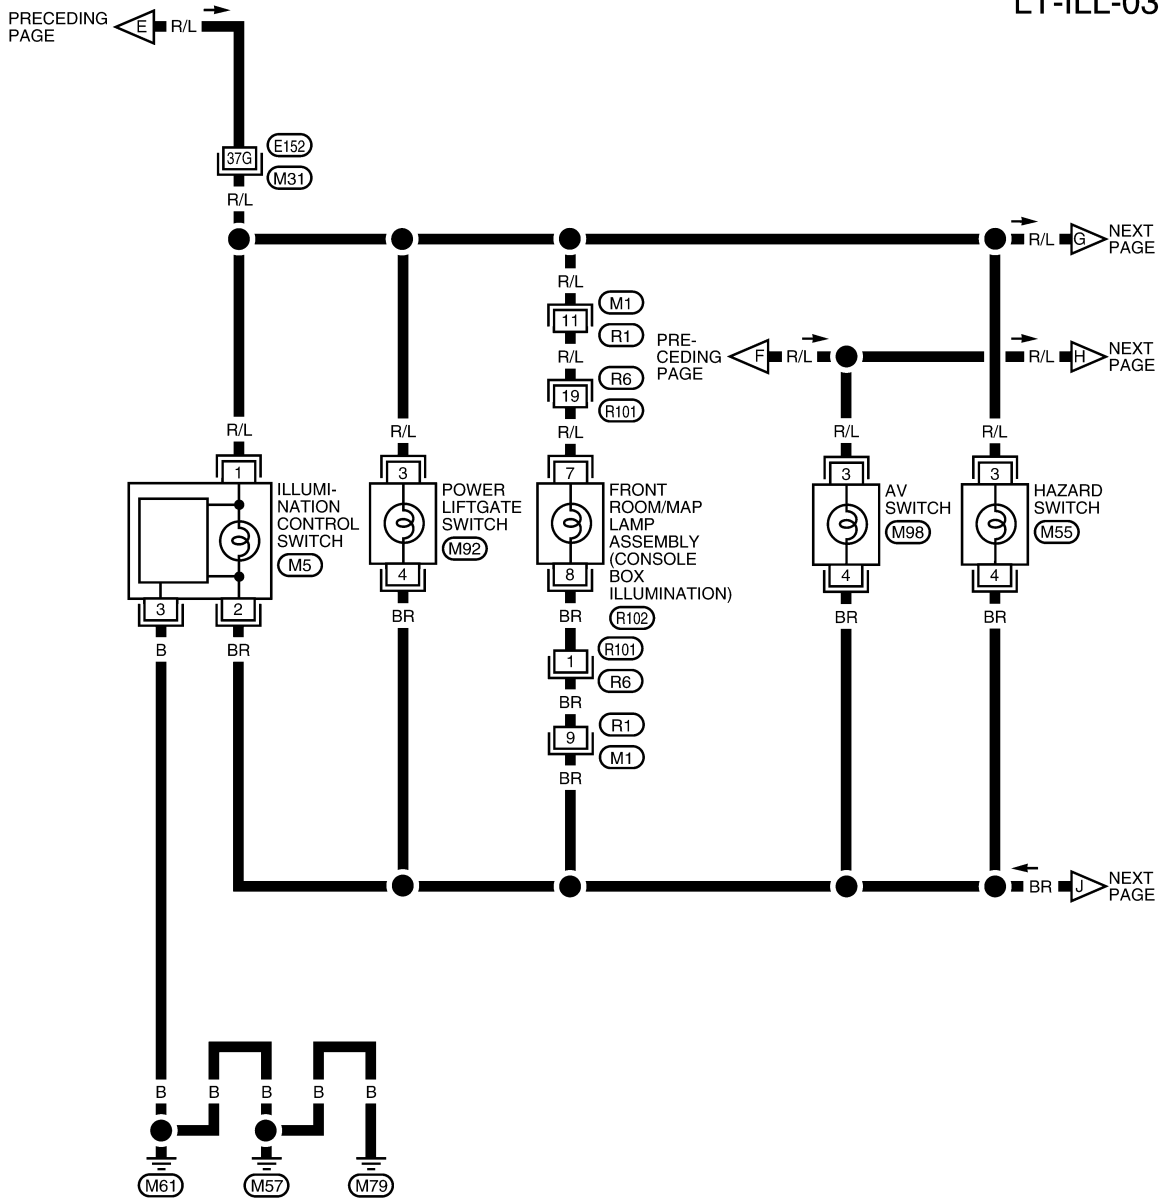 LT-ILL-03
PRECEDING
PAGE
E
R/L
37G
E152
M31
R/L
R/L
G
NEXT
PAGE
R/L
11
M1
R1
R/L
19
R6
R101
R/L
PRE-
CEDING
PAGE
F
R/L
R/L
H
NEXT
PAGE
R/L
R/L
R/L
R/L
1
3
7
3
3
ILLUMI-
NATION
CONTROL
SWITCH
M5
POWER
LIFTGATE
SWITCH
M92
FRONT
ROOM/MAP
LAMP
ASSEMBLY
(CONSOLE
BOX
ILLUMINATION)
R102
AV
SWITCH
M98
HAZARD
SWITCH
M55
3
2
4
8
4
4
B
BR
BR
BR
BR
BR
1
R101
R6
BR
9
R1
M1
BR
BR
J
NEXT
PAGE
B
B
B
B
B
M61
M57
M79